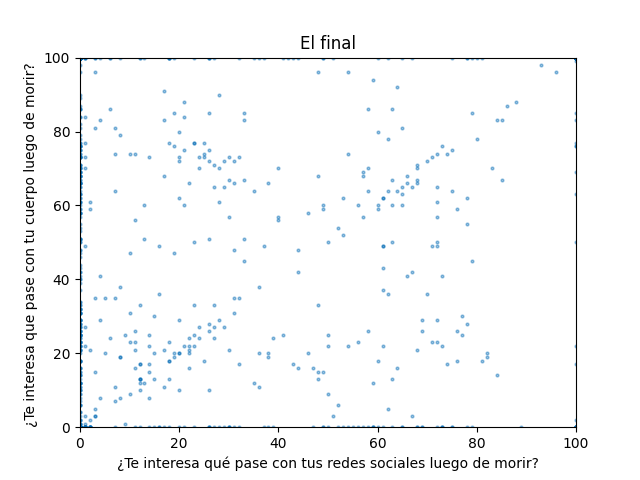 El final
¿Te interesa que pase con tu cuerpo luego de morir?
100
80
60
40
20
0
0 20 40 60 80 100
¿Te interesa qué pase con tus redes sociales luego de morir?